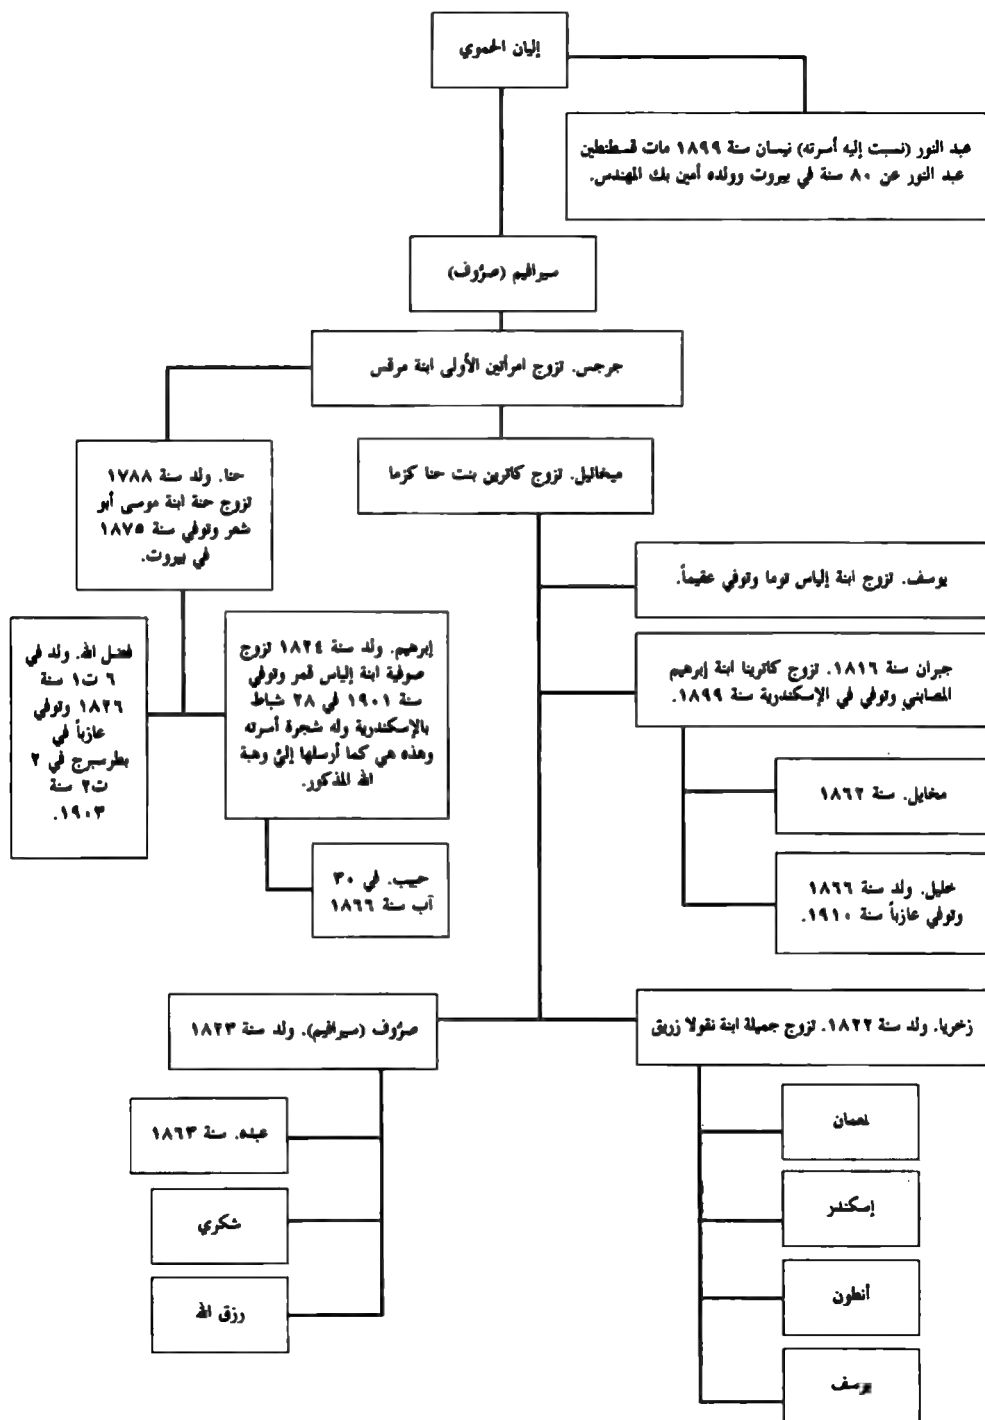 إليان الحموي
عبد النور (نسبت إليه أسرته) نيسان سنة ١٨٩٩ مات قسطنطين
عبد النور عن ٨٠ سنة في بيروت وولده أمين بك المهندس.
سيرافيم (صرُّوف)
جرجس. تزوج امرأتين الأولى ابنة مرقس
ميخائيل. تزوج كاترين بنت حنا كزما
حنا. ولد سنة ١٧٨٨
تزوج حنة ابنة موسى أبو
شعر وتوفي سنة ١٨٧٥
في بيروت.
يوسف. تزوج ابنة إلياس توما وتوفي عقيماً.
جبران سنة ١٨١٦. تزوج كاترينا ابنة إبرهيم
المصابني وتوفي في الإسكندرية سنة ١٨٩٩.
إبرهيم. ولد سنة ١٨٢٤ تزوج
صوفية ابنة إلياس قمر وتوفي
سنة ١٩٠١ في ٢٨ شباط
بالإسكندرية وله شجرة أسرته
وهذه هي كما أرسلها إليَّ وهبة
الله المذكور.
فضل الله. ولد في
٦ ت١ سنة
١٨٢٦ وتوفي
عازباً في
بطرسبرج في ٢
ت٢ سنة
١٩٠٣.
مخايل. سنة ١٨٦٢
خليل. ولد سنة ١٨٦٦
وتوفي عازباً سنة ١٩١٠.
حبيب. في ٣٠
آب سنة ١٨٦٦
زخريا. ولد سنة ١٨٢٢. تزوج جميلة ابنة نقولا زريق
صرُّوف (سيرافيم). ولد سنة ١٨٢٣
نعمان
إسكندر
أنطون
يوسف
عبده. سنة ١٨٦٣
شكري
رزق الله